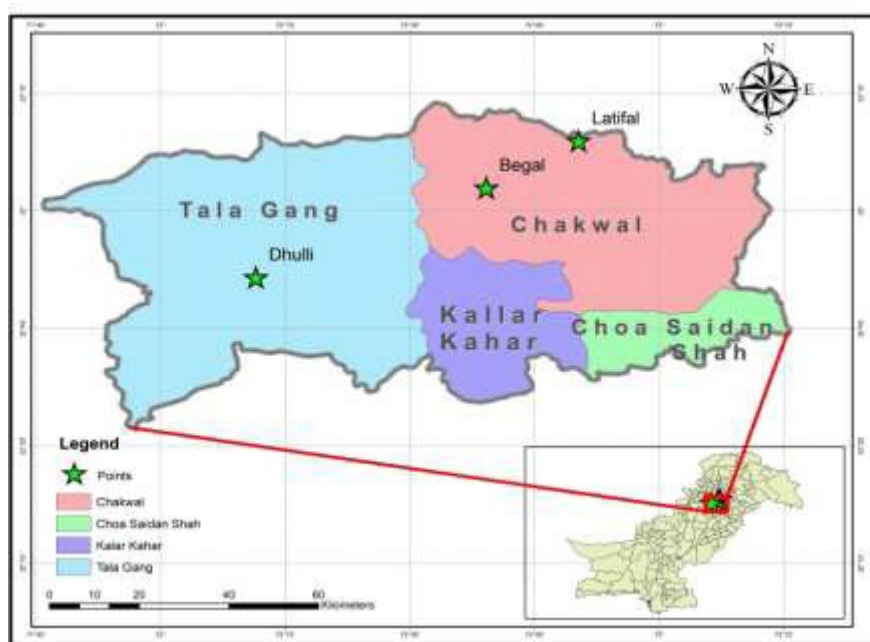 N
W E
S
Latifal
Begal
Tala Gang
Chakwal
Dhulli
Kallar
Kahar
Choa Saidan
Shah
Legend
Points
Chakwal
Choa Saidan Shah
Kalar Kahar
Tala Gang
0 10 20 40 60
Kilometers